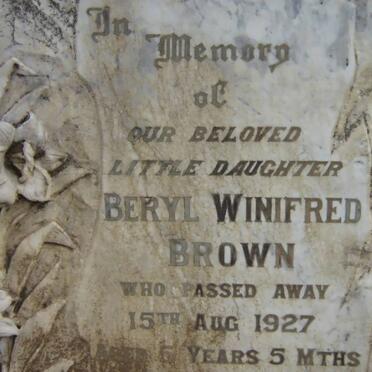 In
Memory
of
OUR BELOVED
LITTLE DAUGHTER
BERYL WINIFRED
BROWN
WHO PASSED AWAY
15TH AUG 1927
AGED YEARS 5 MTHS